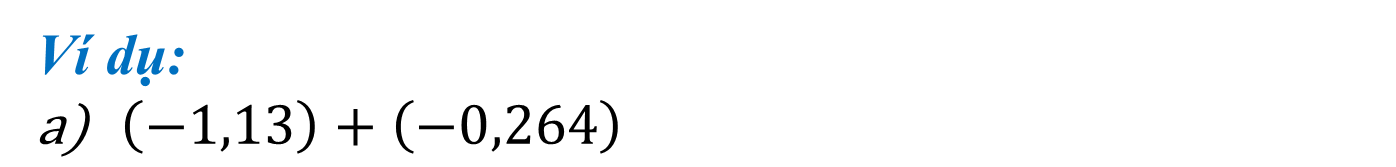 Ví dụ:
a) (−1,13) + (−0,264)